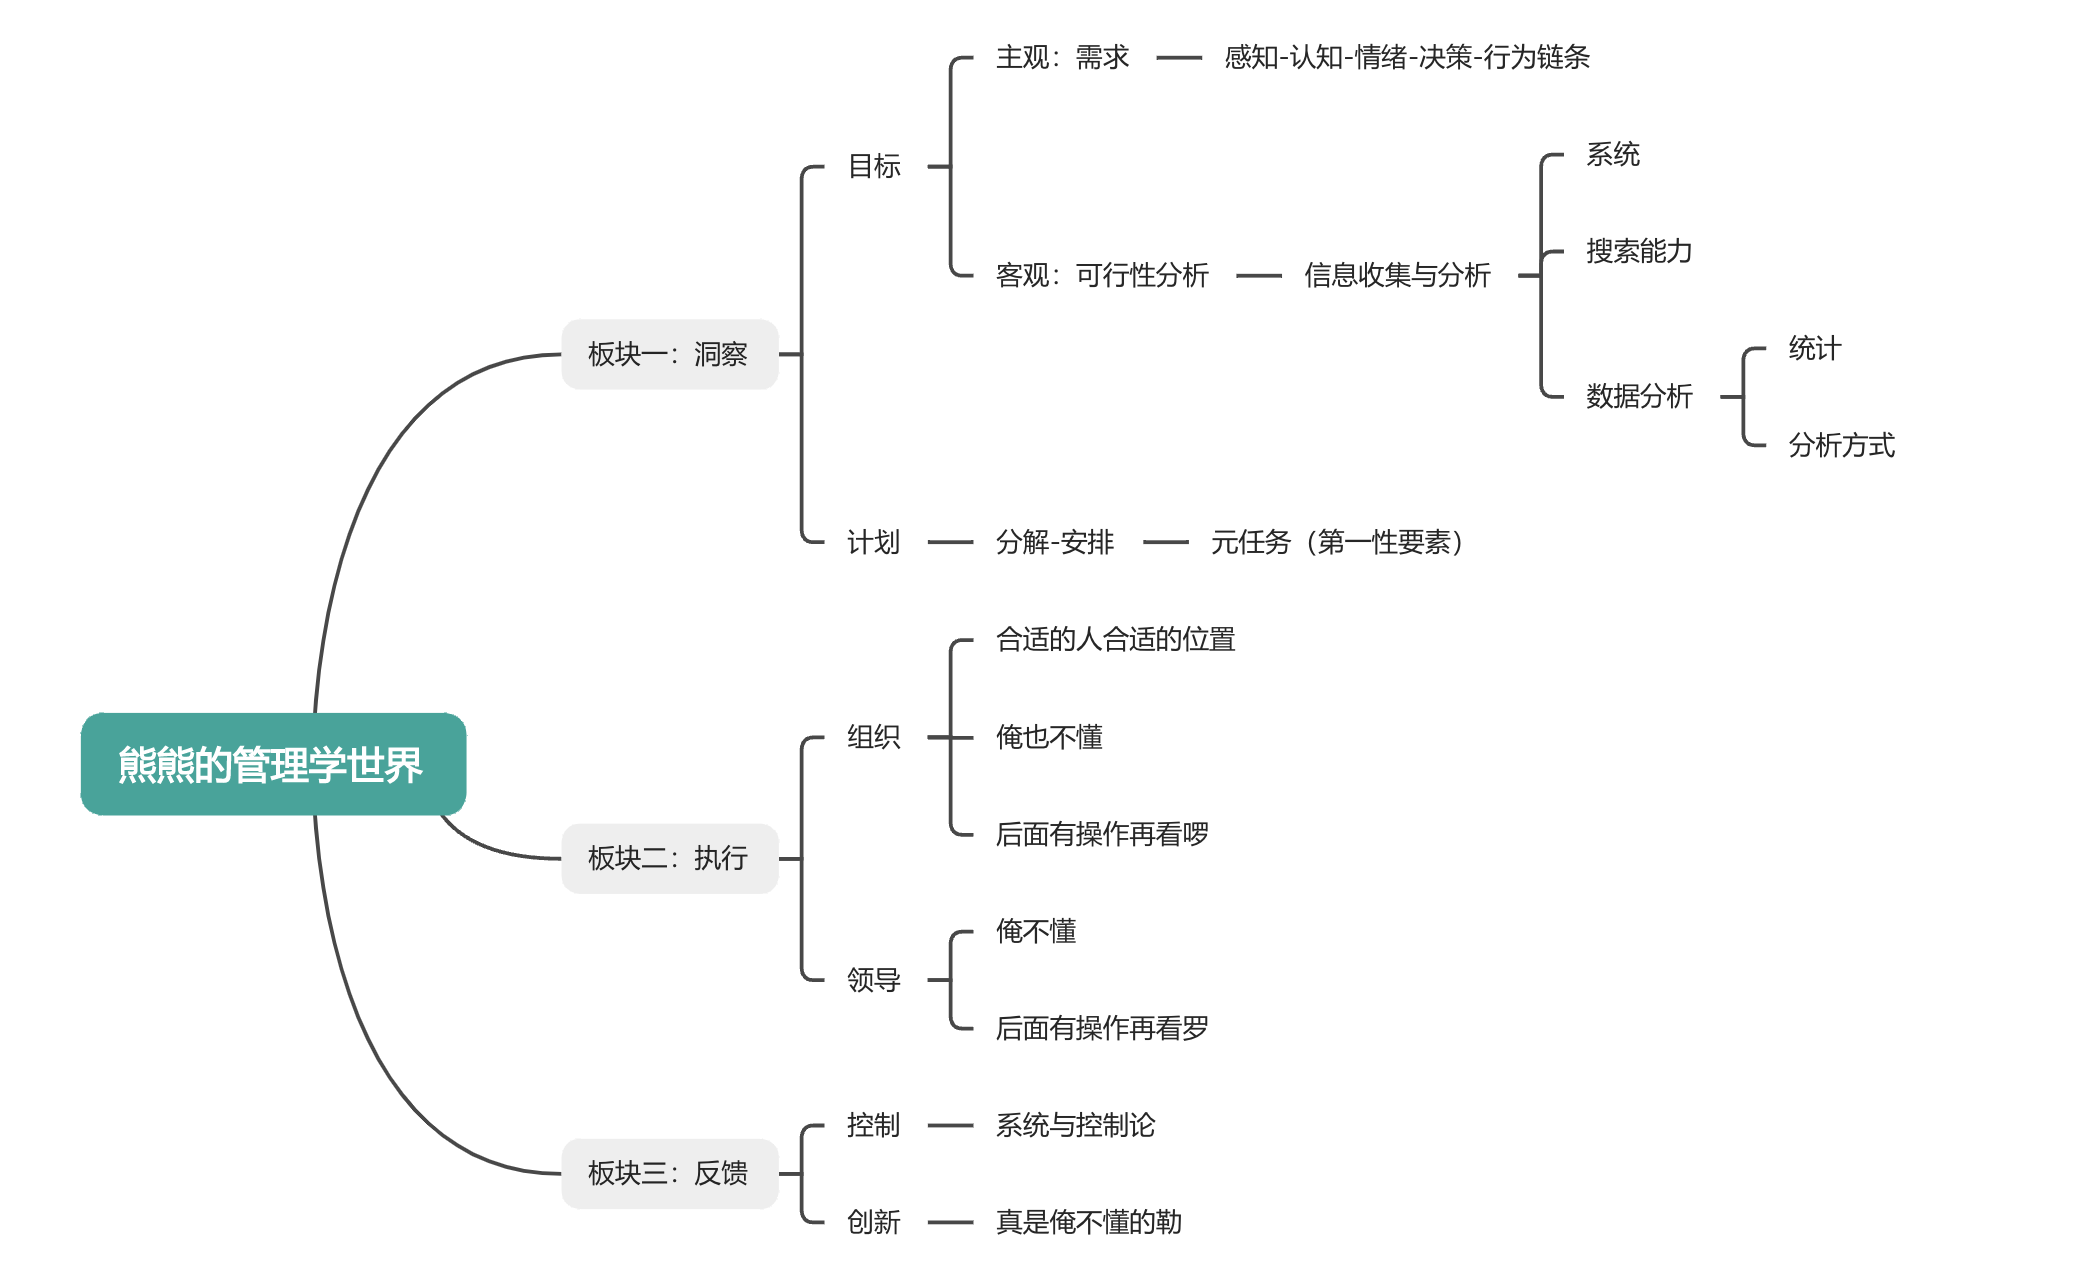 熊熊的管理学世界
板块一：洞察
目标
主观：需求
感知-认知-情绪-决策-行为链条
客观：可行性分析
信息收集与分析
系统
搜索能力
数据分析
统计
分析方式
计划
分解-安排
元任务（第一性要素）
板块二：执行
组织
合适的人合适的位置
俺也不懂
后面有操作再看啰
领导
俺不懂
后面有操作再看罗
板块三：反馈
控制
系统与控制论
创新
真是俺不懂的勒